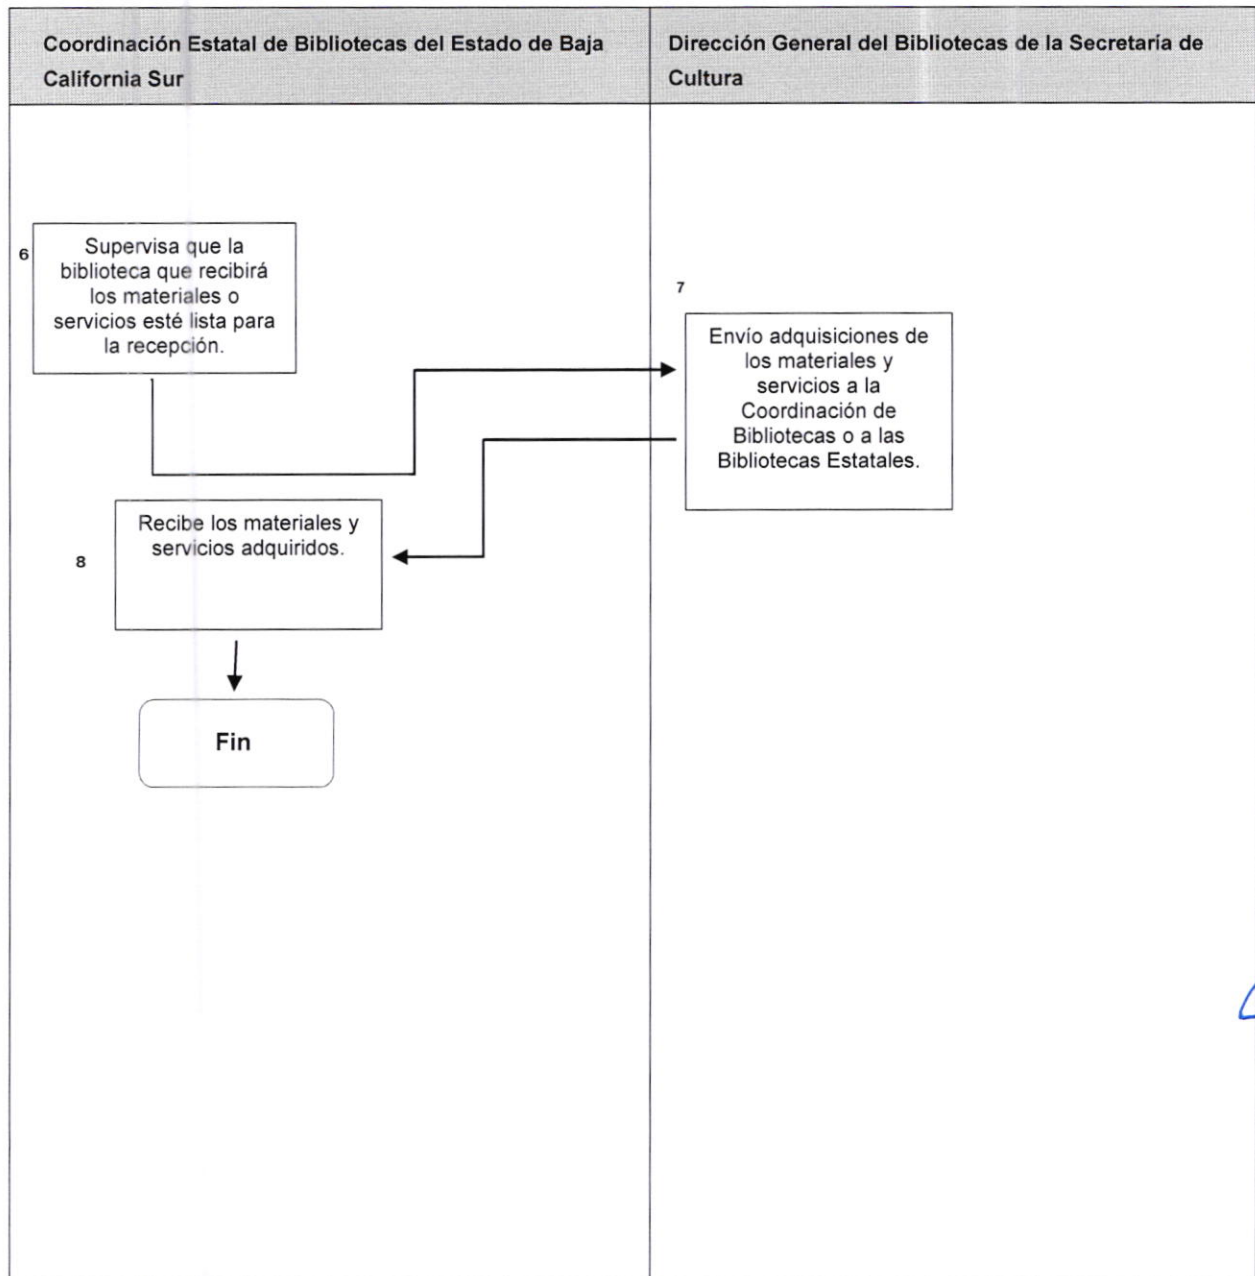 Coordinación Estatal de Bibliotecas del Estado de Baja
California Sur
Dirección General del Bibliotecas de la Secretaría de
Cultura
6
Supervisa que la
biblioteca que recibirá
los materiales o
servicios esté lista para
la recepción.
7
Envío adquisiciones de
los materiales y
servicios a la
Coordinación de
Bibliotecas o a las
Bibliotecas Estatales.
8
Recibe los materiales y
servicios adquiridos.
Fin